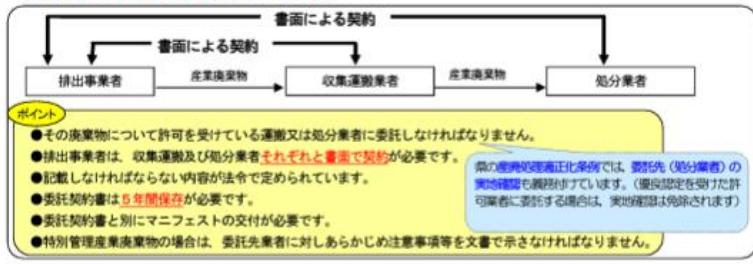 書面による契約
書面による契約
排出事業者
産業廃棄物
収集運搬業者
産業廃棄物
処分業者
ポイント
●その廃棄物について許可を受けている運搬又は処分業者に委託しなければなりません。
●排出事業者は、収集運搬及び処分業者それぞれと書面で契約が必要です。
●記載しなければならない内容が法令で定められています。
●委託契約書は５年間保存が必要です。
●委託契約書と別にマニフェストの交付が必要です。
●特別管理産業廃棄物の場合は、委託先業者に対しあらかじめ注意事項等を文書で示さなければなりません。
県の産廃処理適正化条例では、委託先（処分業者）の
実地確認も義務付けています。（優良認定を受けた許
可業者に委託する場合は、実地確認は免除されます）